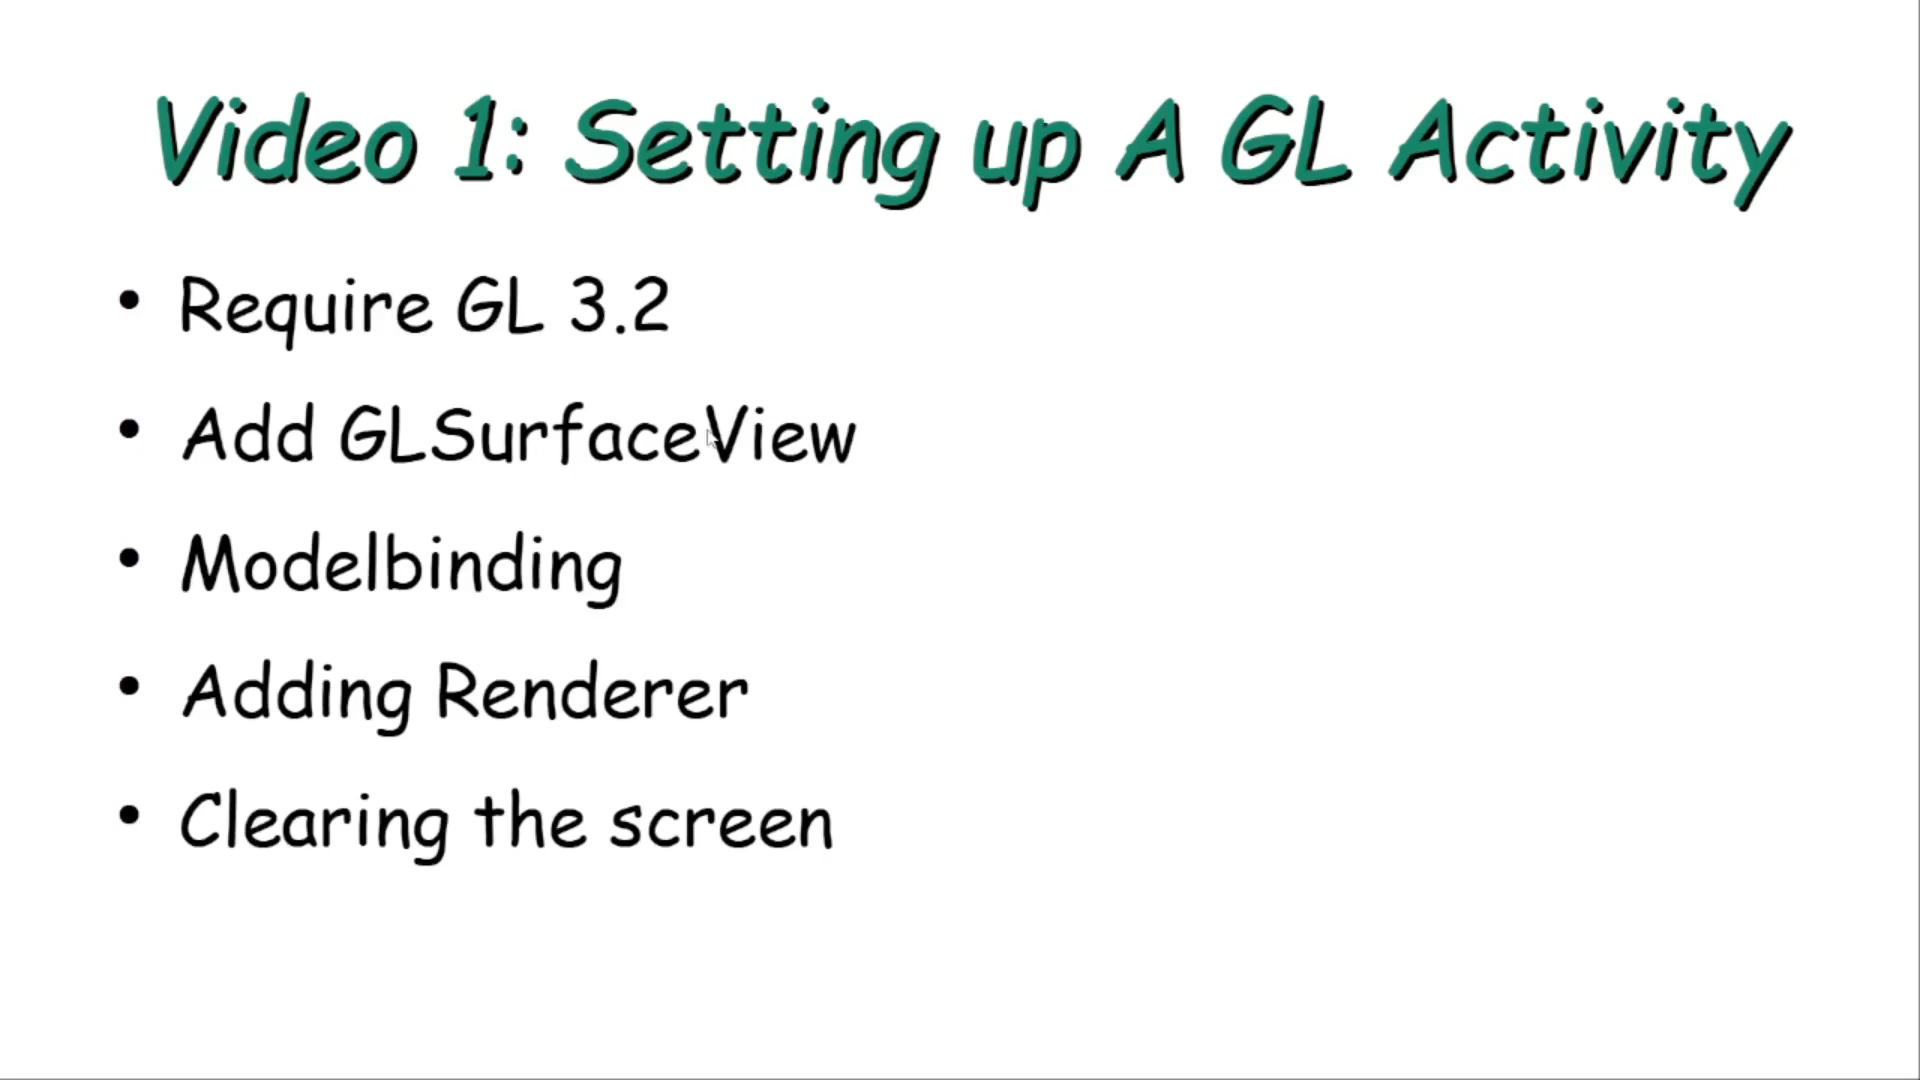 Video 1: Setting up A GL Activity
• Require GL 3.2
• Add GLSurfaceView
• Modelbinding
• Adding Renderer
• Clearing the screen